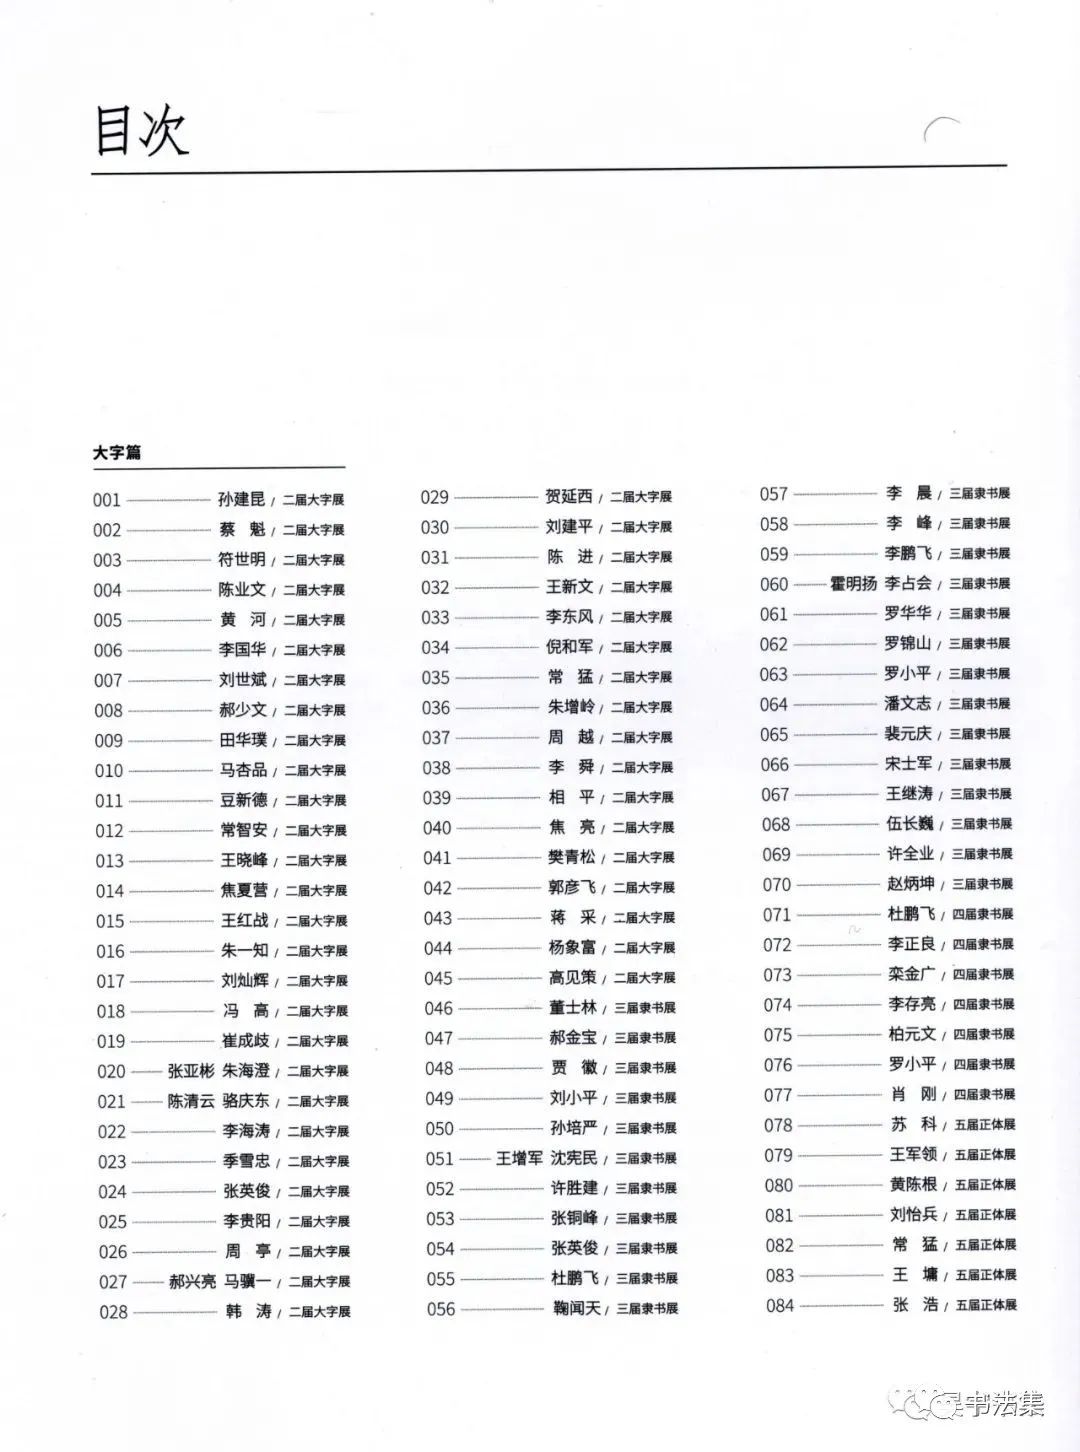 目次
大字篇
001 孙建昆 / 二届大字展
002 蔡 魁 / 二届大字展
003 符世明 / 二届大字展
004 陈业文 / 二届大字展
005 黄 河 / 二届大字展
006 李国华 / 二届大字展
007 刘世斌 / 二届大字展
008 郝少文 / 二届大字展
009 田华璞 / 二届大字展
010 马杏品 / 二届大字展
011 豆新德 / 二届大字展
012 常智安 / 二届大字展
013 王晓峰 / 二届大字展
014 焦夏营 / 二届大字展
015 王红战 / 二届大字展
016 朱一知 / 二届大字展
017 刘灿辉 / 二届大字展
018 冯 高 / 二届大字展
019 崔成歧 / 二届大字展
020 张亚彬 朱海澄 / 二届大字展
021 陈清云 骆庆东 / 二届大字展
022 李海涛 / 二届大字展
023 季雪忠 / 二届大字展
024 张英俊 / 二届大字展
025 李贵阳 / 二届大字展
026 周 亭 / 二届大字展
027 郝兴亮 马骥一 / 二届大字展
028 韩 涛 / 二届大字展
029 贺延西 / 二届大字展
030 刘建平 / 二届大字展
031 陈 进 / 二届大字展
032 王新文 / 二届大字展
033 李东风 / 二届大字展
034 倪和军 / 二届大字展
035 常 猛 / 二届大字展
036 朱增岭 / 二届大字展
037 周 越 / 二届大字展
038 李 舜 / 二届大字展
039 相 平 / 二届大字展
040 焦 亮 / 二届大字展
041 樊青松 / 二届大字展
042 郭彦飞 / 二届大字展
043 蒋 采 / 二届大字展
044 杨象富 / 二届大字展
045 高见策 / 二届大字展
046 董士林 / 三届隶书展
047 郝金宝 / 三届隶书展
048 贾 徽 / 三届隶书展
049 刘小平 / 三届隶书展
050 孙培严 / 三届隶书展
051 王增军 沈宪民 / 三届隶书展
052 许胜建 / 三届隶书展
053 张铜峰 / 三届隶书展
054 张英俊 / 三届隶书展
055 杜鹏飞 / 三届隶书展
056 鞠闻天 / 三届隶书展
057 李 晨 / 三届隶书展
058 李 峰 / 三届隶书展
059 李鹏飞 / 三届隶书展
060 霍明扬 李占会 / 三届隶书展
061 罗华华 / 三届隶书展
062 罗锦山 / 三届隶书展
063 罗小平 / 三届隶书展
064 潘文志 / 三届隶书展
065 裴元庆 / 三届隶书展
066 宋士军 / 三届隶书展
067 王继涛 / 三届隶书展
068 伍长巍 / 三届隶书展
069 许全业 / 三届隶书展
070 赵炳坤 / 三届隶书展
071 杜鹏飞 / 四届隶书展
072 李正良 / 四届隶书展
073 栾金广 / 四届隶书展
074 李存亮 / 四届隶书展
075 柏元文 / 四届隶书展
076 罗小平 / 四届隶书展
077 肖 刚 / 四届隶书展
078 苏 科 / 五届正体展
079 王军领 / 五届正体展
080 黄陈根 / 五届正体展
081 刘怡兵 / 五届正体展
082 常 猛 / 五届正体展
083 王 墉 / 五届正体展
084 张 浩 / 五届正体展
书法集